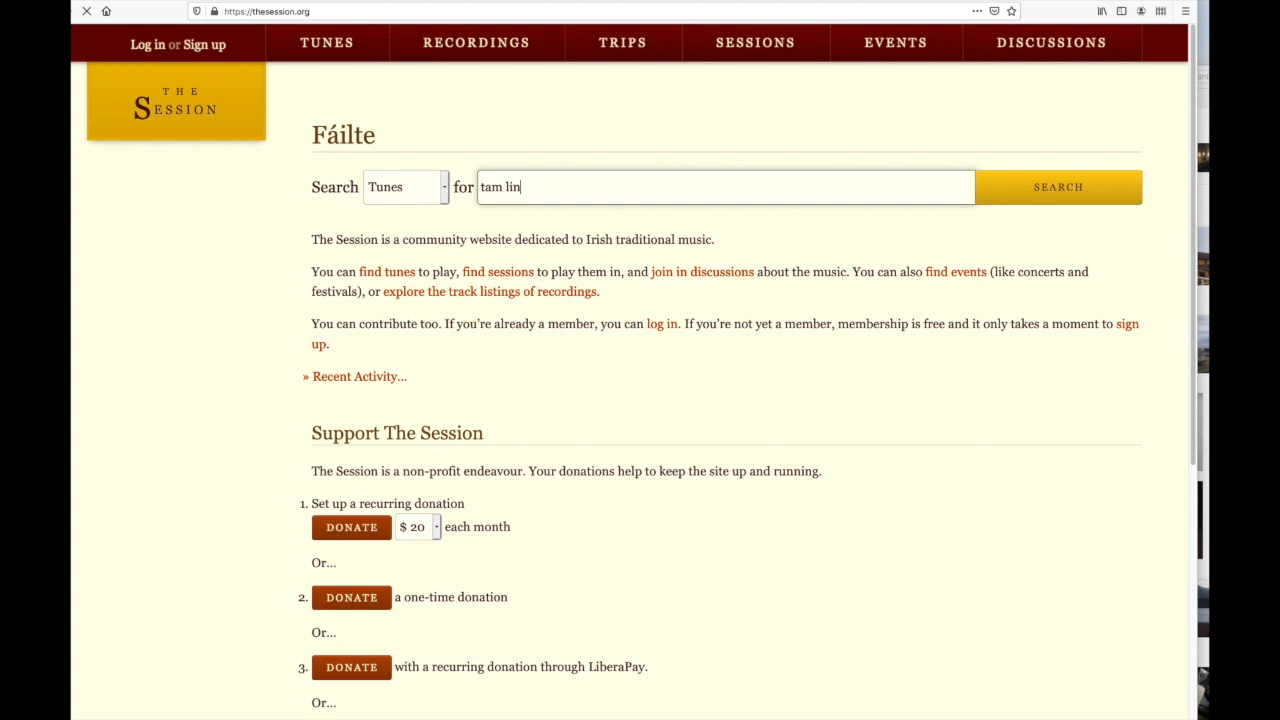 https://thesession.org
Log in or Sign up
TUNES
RECORDINGS
TRIPS
SESSIONS
EVENTS
DISCUSSIONS
THE
SESSION
Fáilte
Search Tunes for tam lin SEARCH
The Session is a community website dedicated to Irish traditional music.
You can find tunes to play, find sessions to play them in, and join in discussions about the music. You can also find events (like concerts and
festivals), or explore the track listings of recordings.
You can contribute too. If you’re already a member, you can log in. If you’re not yet a member, membership is free and it only takes a moment to sign
up.
» Recent Activity…
Support The Session
The Session is a non-profit endeavour. Your donations help to keep the site up and running.
1. Set up a recurring donation
DONATE $ 20 each month
Or…
2. DONATE a one-time donation
Or…
3. DONATE with a recurring donation through LiberaPay.
Or…